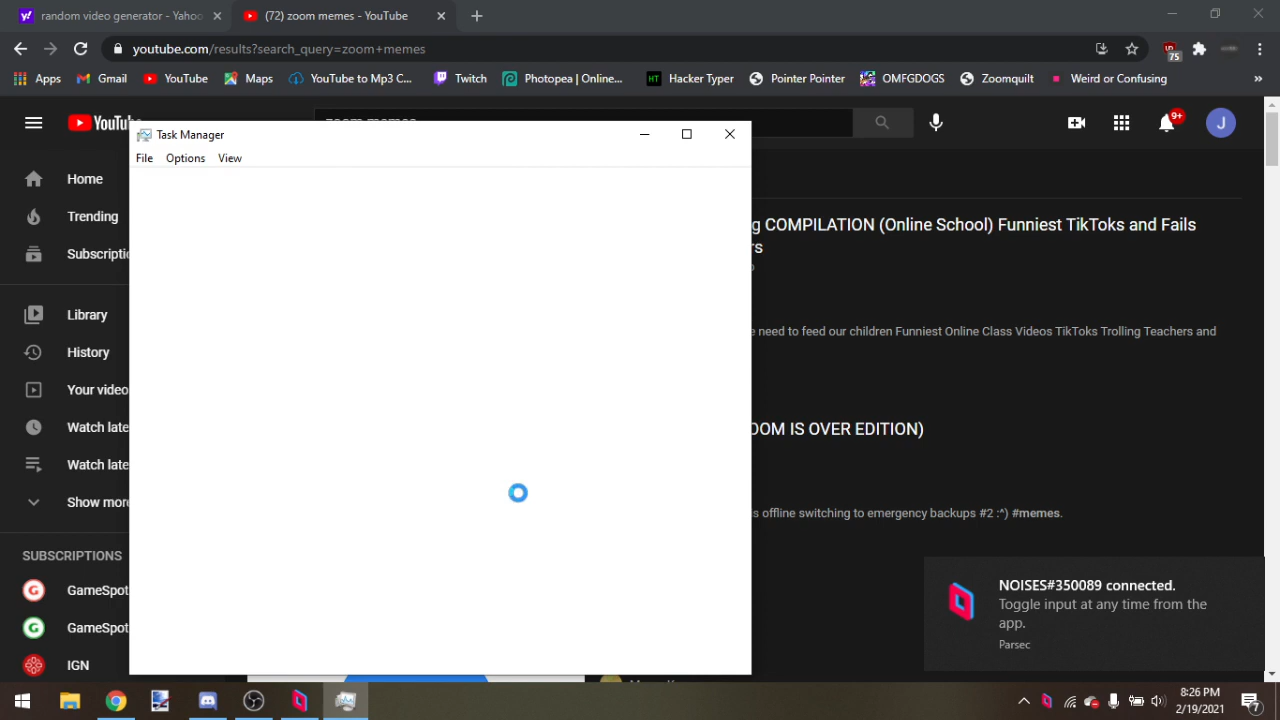 random video generator - Yahoo
(72) zoom memes - YouTube
youtube.com/results?search_query=zoom+memes
75
Apps
Gmail
YouTube
Maps
YouTube to Mp3 C...
Twitch
Photopea | Online...
HT
Hacker Typer
Pointer Pointer
OMFGDOGS
Zoomquilt
Weird or Confusing
»
zoom memes
9+
J
Task Manager
File Options View
Home
Trending
Library
History
Your video
Watch late
Watch late
Show more
SUBSCRIPTIONS
GameSpot
GameSpot
IGN
g COMPILATION (Online School) Funniest TikToks and Fails
rs
e need to feed our children Funniest Online Class Videos TikToks Trolling Teachers and
OOM IS OVER EDITION)
s offline switching to emergency backups #2 :^) #memes.
NOISES#350089 connected.
Toggle input at any time from the
app.
Parsec
8:26 PM
2/19/2021
7